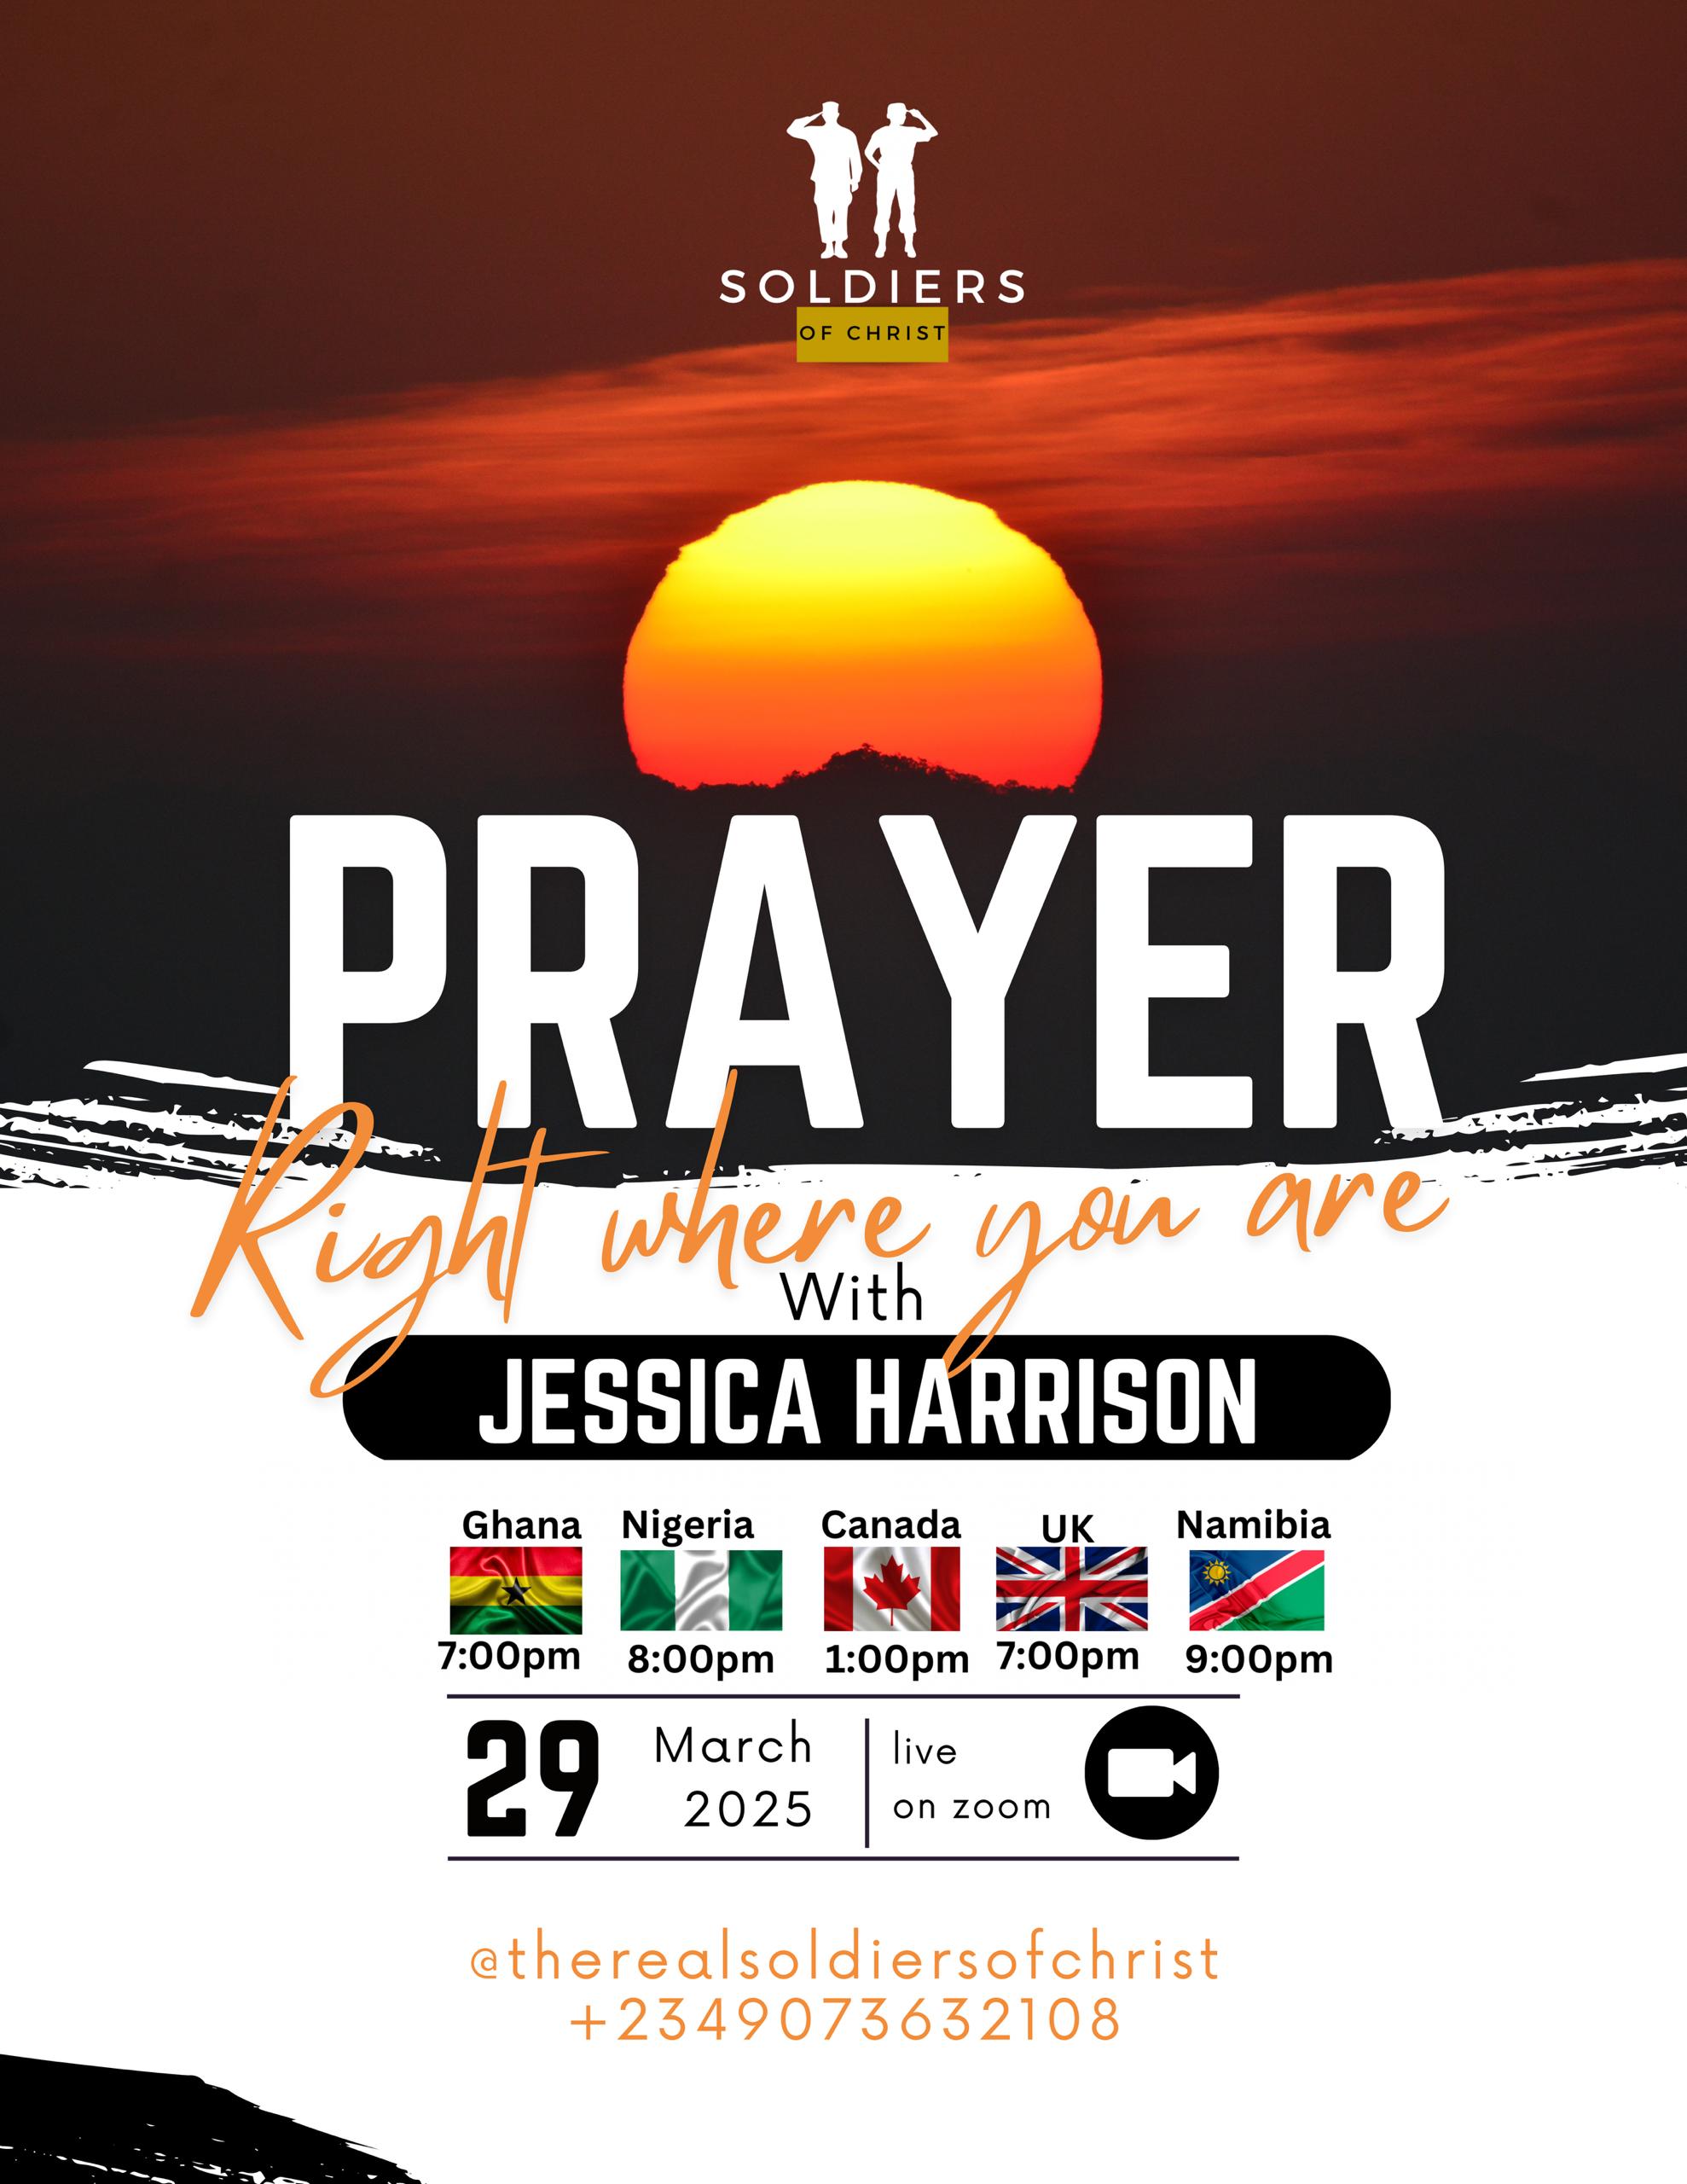 SOLDIERS
OF CHRIST
PRAYER
Right where you are
With
JESSICA HARRISON
Ghana Nigeria Canada UK Namibia
7:00pm 8:00pm 1:00pm 7:00pm 9:00pm
29 March 2025
live on zoom
@therealsoldiersofchrist
+2349073632108